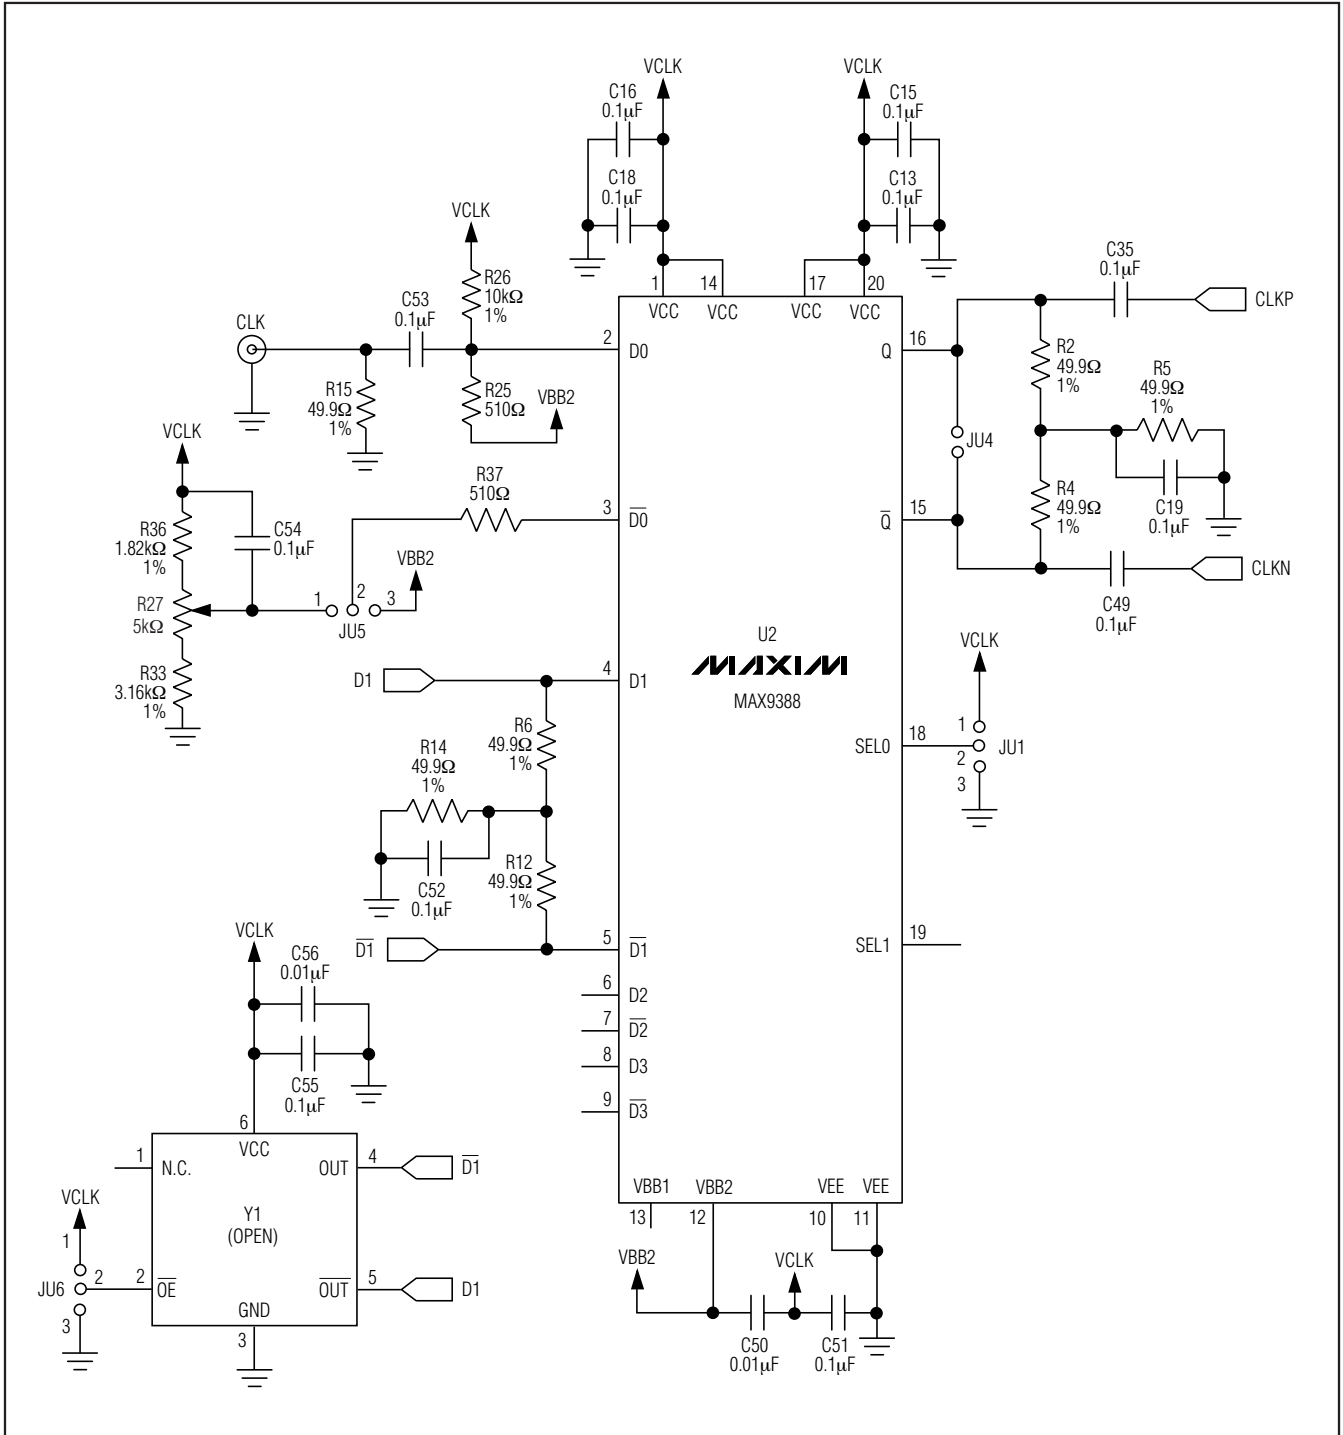 VCLK
C16
0.1µF
C18
0.1µF
VCLK
C15
0.1µF
C13
0.1µF
VCLK
R26
10kΩ
1%
C53
0.1µF
CLK
R15
49.9Ω
1%
R25
510Ω
VBB2
1
14
17
20
VCC
VCC
VCC
VCC
2
D0
16
Q
C35
0.1µF
CLKP
R2
49.9Ω
1%
R5
49.9Ω
1%
JU4
R4
49.9Ω
1%
C19
0.1µF
15
Q̅
C49
0.1µF
CLKN
VCLK
R36
1.82kΩ
1%
C54
0.1µF
R27
5kΩ
R33
3.16kΩ
1%
R37
510Ω
3
D̅0̅
VBB2
1
2
3
JU5
U2
MAXIM
MAX9388
D1
4
D1
R6
49.9Ω
1%
R14
49.9Ω
1%
C52
0.1µF
R12
49.9Ω
1%
D̅1̅
5
D̅1̅
VCLK
SEL0
18
1
2
3
JU1
SEL1
19
6
D2
7
D̅2̅
8
D3
9
D̅3̅
VCLK
C56
0.01µF
C55
0.1µF
6
VCC
1
N.C.
OUT
4
D̅1̅
Y1
(OPEN)
VCLK
1
JU6
2
3
2
O̅E̅
O̅U̅T̅
5
D1
GND
3
VBB1
VBB2
VEE
VEE
13
12
10
11
VBB2
VCLK
C50
0.01µF
C51
0.1µF